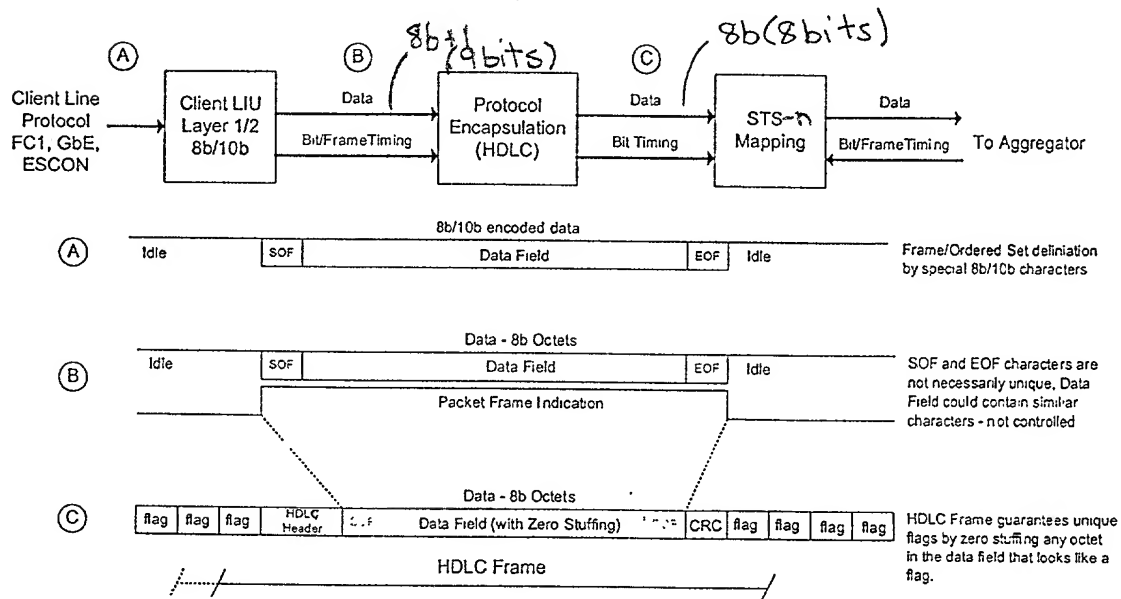 A
B
8b+1
(9bits)
C
8b(8bits)
Client Line
Protocol
FC1, GbE,
ESCON
Client LIU
Layer 1/2
8b/10b
Data
Bit/FrameTiming
Protocol
Encapsulation
(HDLC)
Data
Bit Timing
STS-n
Mapping
Data
Bit/FrameTiming
To Aggregator
8b/10b encoded data
A
Idle
SOF
Data Field
EOF
Idle
Frame/Ordered Set definiation
by special 8b/10b characters
Data - 8b Octets
B
Idle
SOF
Data Field
EOF
Idle
Packet Frame Indication
SOF and EOF characters are
not necessarily unique, Data
Field could contain similar
characters - not controlled
Data - 8b Octets
C
flag
flag
flag
HDLC
Header
Data Field (with Zero Stuffing)
CRC
flag
flag
flag
flag
HDLC Frame
HDLC Frame guarantees unique
flags by zero stuffing any octet
in the data field that looks like a
flag.